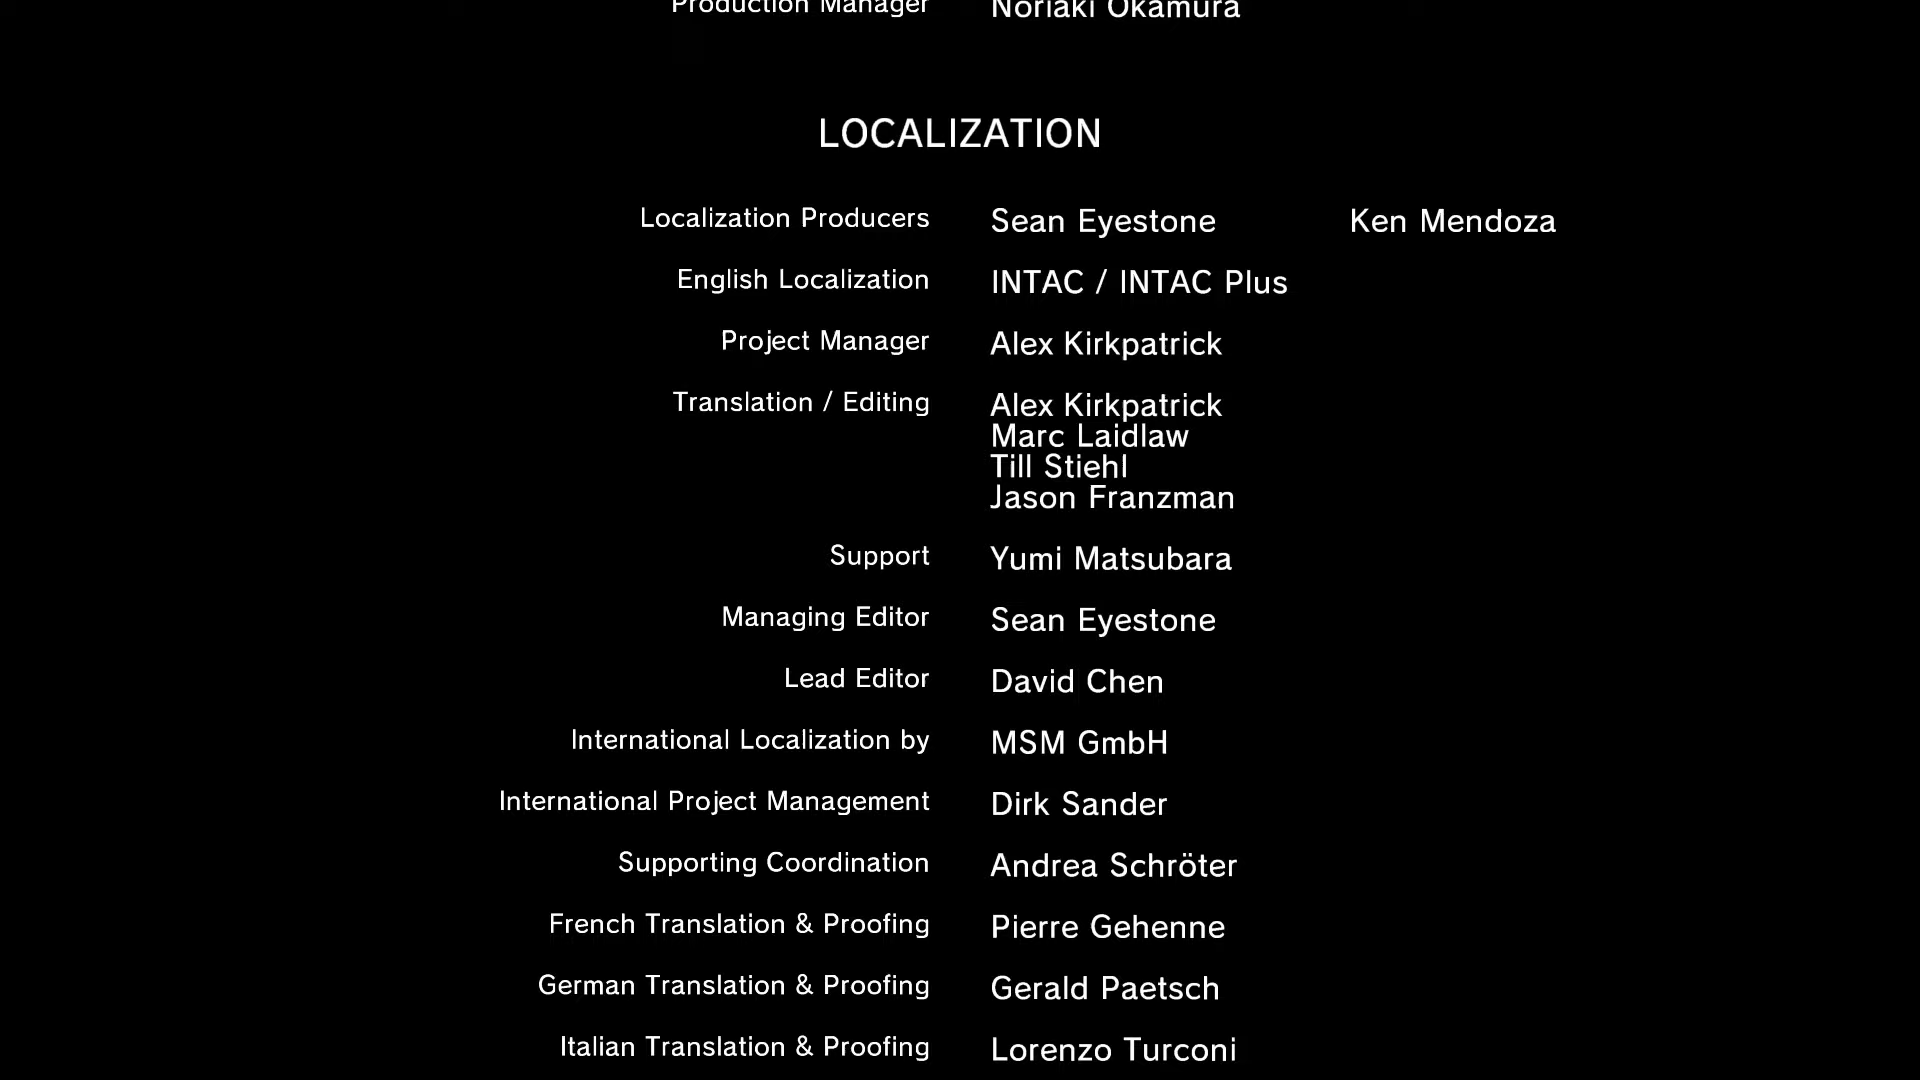 Production Manager Noriaki Okamura
LOCALIZATION
Localization Producers Sean Eyestone Ken Mendoza
English Localization INTAC / INTAC Plus
Project Manager Alex Kirkpatrick
Translation / Editing Alex Kirkpatrick
Marc Laidlaw
Till Stiehl
Jason Franzman
Support Yumi Matsubara
Managing Editor Sean Eyestone
Lead Editor David Chen
International Localization by MSM GmbH
International Project Management Dirk Sander
Supporting Coordination Andrea Schröter
French Translation & Proofing Pierre Gehenne
German Translation & Proofing Gerald Paetsch
Italian Translation & Proofing Lorenzo Turconi